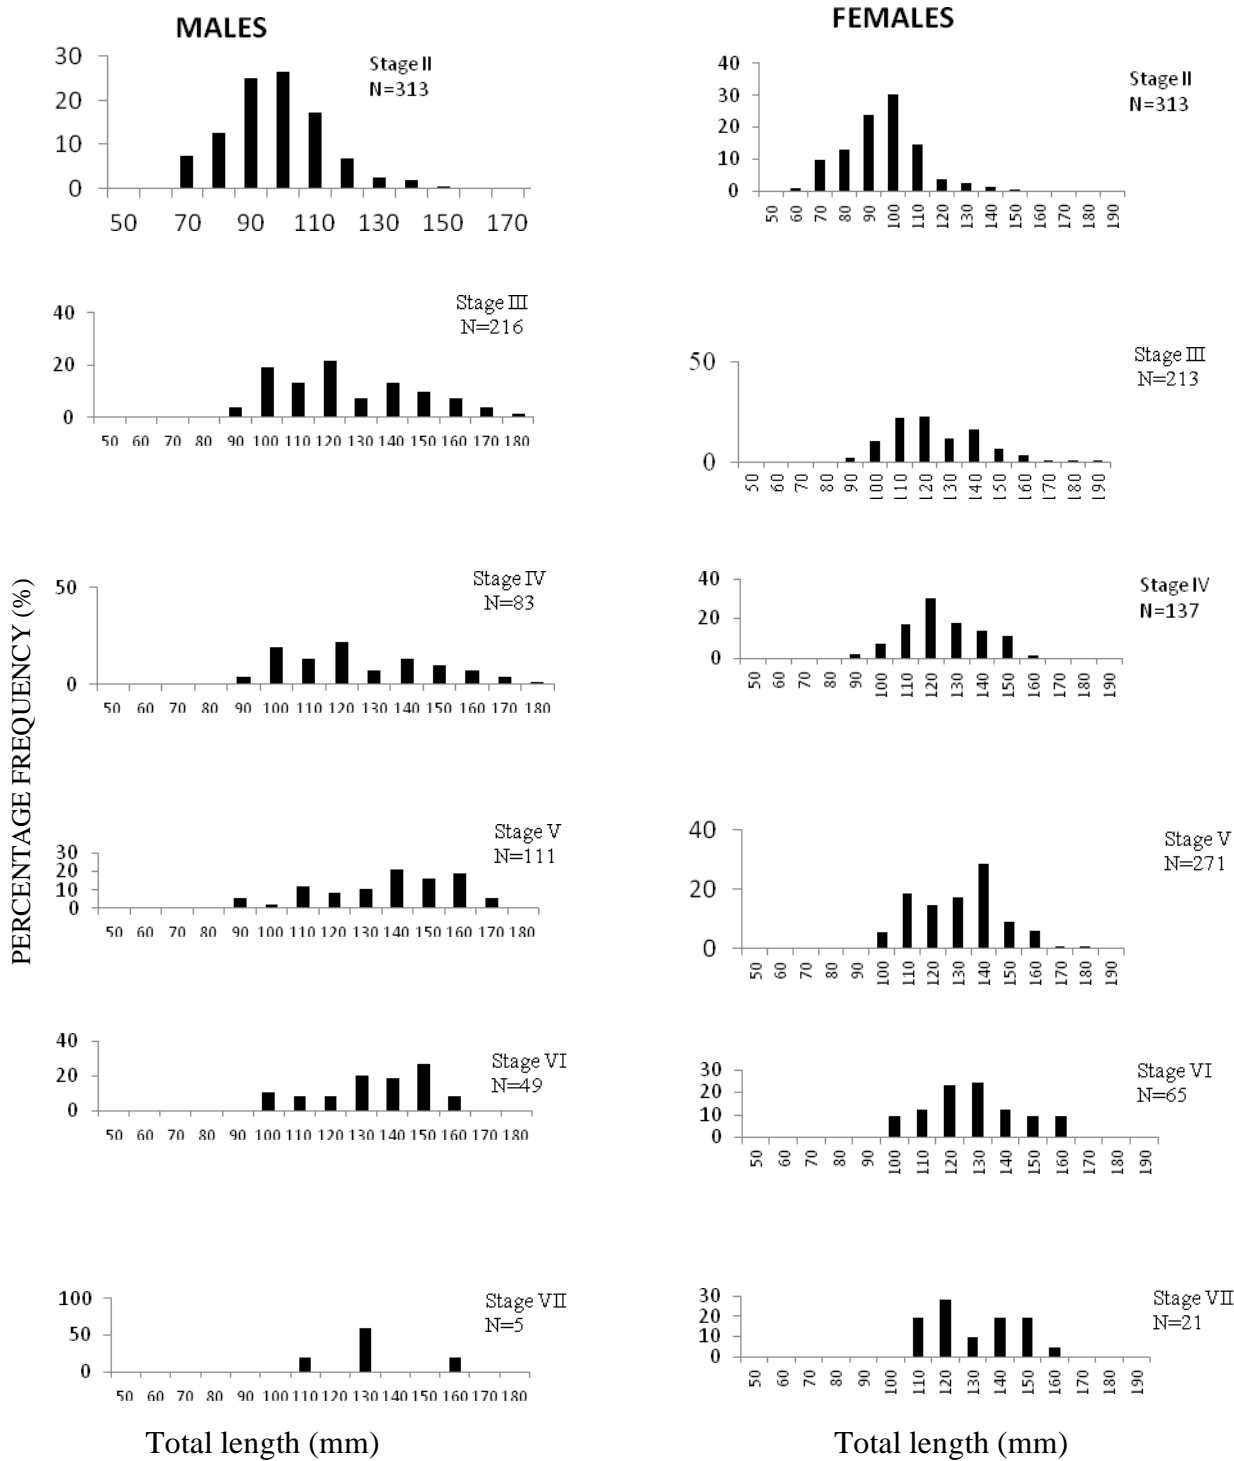 MALES
30
20
10
0
50 70 90 110 130 150 170
Stage II
N=313
40
20
0
50 60 70 80 90 100 110 120 130 140 150 160 170 180
Stage III
N=216
50
0
50 60 70 80 90 100 110 120 130 140 150 160 170 180
Stage IV
N=83
30
20
10
0
50 60 70 80 90 100 110 120 130 140 150 160 170 180
Stage V
N=111
40
20
0
50 60 70 80 90 100 110 120 130 140 150 160 170 180
Stage VI
N=49
100
50
0
50 60 70 80 90 100 110 120 130 140 150 160 170 180
Stage VII
N=5
Total length (mm)
PERCENTAGE FREQUENCY (%)
FEMALES
40
30
20
10
0
50 60 70 80 90 100 110 120 130 140 150 160 170 180 190
Stage II
N=313
50
0
50 60 70 80 90 100 110 120 130 140 150 160 170 180 190
Stage III
N=213
40
20
0
50 60 70 80 90 100 110 120 130 140 150 160 170 180 190
Stage IV
N=137
40
20
0
50 60 70 80 90 100 110 120 130 140 150 160 170 180 190
Stage V
N=271
30
20
10
0
50 60 70 80 90 100 110 120 130 140 150 160 170 180 190
Stage VI
N=65
30
20
10
0
50 60 70 80 90 100 110 120 130 140 150 160 170 180 190
Stage VII
N=21
Total length (mm)